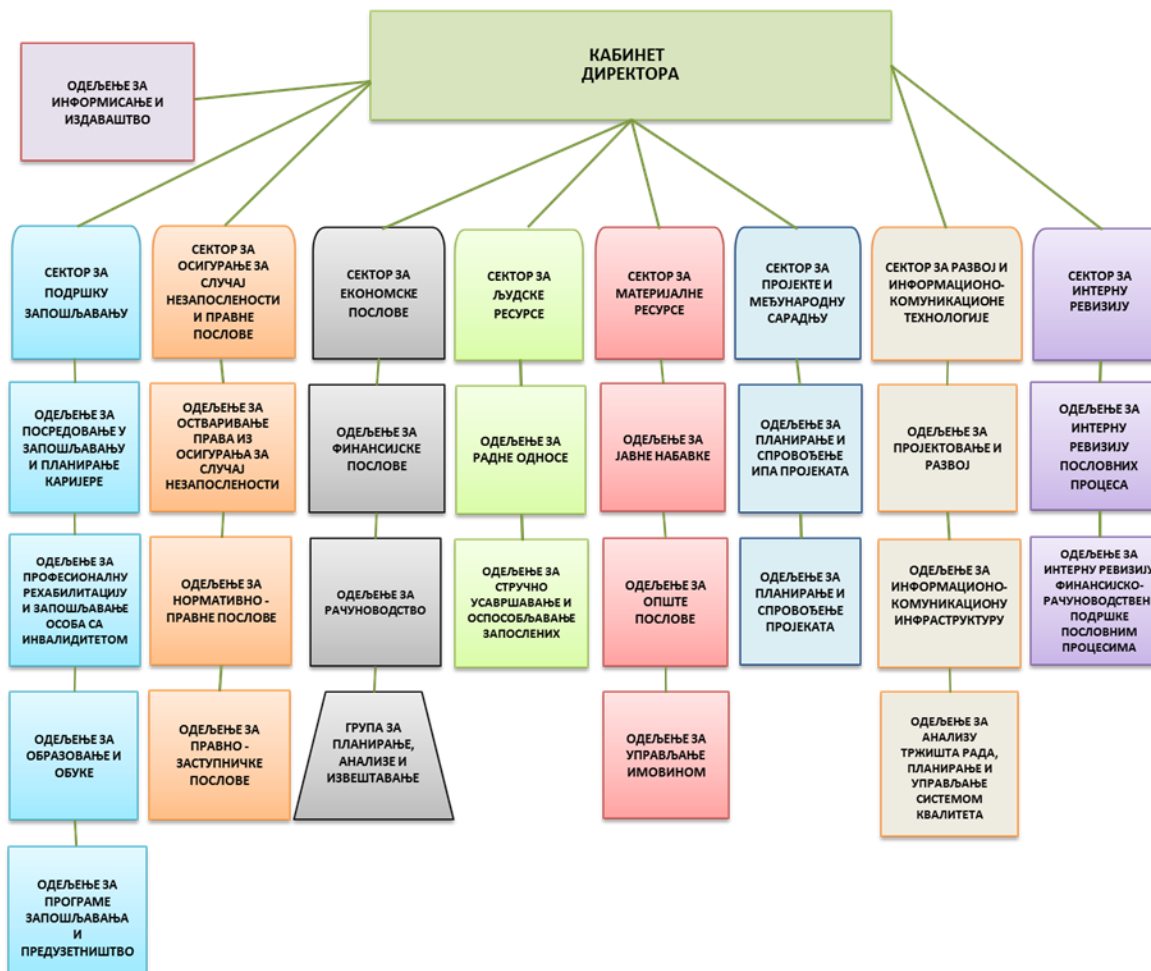 КАБИНЕТ
ДИРЕКТОРА
ОДЕЉЕЊЕ ЗА
ИНФОРМИСАЊЕ И
ИЗДАВАШТВО
СЕКТОР ЗА
ПОДРШКУ
ЗАПОШЉАВАЊУ
СЕКТОР ЗА
ОСИГУРАЊЕ ЗА
СЛУЧАЈ
НЕЗАПОСЛЕНОСТИ
И ПРАВНЕ
ПОСЛОВЕ
СЕКТОР ЗА
ЕКОНОМСКЕ
ПОСЛОВЕ
СЕКТОР ЗА
ЉУДСКЕ
РЕСУРСЕ
СЕКТОР ЗА
МАТЕРИЈАЛНЕ
РЕСУРСЕ
СЕКТОР ЗА
ПРОЈЕКТЕ И
МЕЂУНАРОДНУ
САРАДЊУ
СЕКТОР ЗА РАЗВОЈ И
ИНФОРМАЦИОНО-
КОМУНИКАЦИОНЕ
ТЕХНОЛОГИЈЕ
СЕКТОР ЗА
ИНТЕРНУ
РЕВИЗИЈУ
ОДЕЉЕЊЕ ЗА
ПОСРЕДОВАЊЕ У
ЗАПОШЉАВАЊУ
И ПЛАНИРАЊЕ
КАРИЈЕРЕ
ОДЕЉЕЊЕ ЗА
ОСТВАРИВАЊЕ
ПРАВА ИЗ
ОСИГУРАЊА ЗА
СЛУЧАЈ
НЕЗАПОСЛЕНОСТИ
ОДЕЉЕЊЕ ЗА
ФИНАНСИЈСКЕ
ПОСЛОВЕ
ОДЕЉЕЊЕ ЗА
РАДНЕ ОДНОСЕ
ОДЕЉЕЊЕ ЗА
ЈАВНЕ НАБАВКЕ
ОДЕЉЕЊЕ ЗА
ПЛАНИРАЊЕ И
СПРОВОЂЕЊЕ
ИПА ПРОЈЕКАТА
ОДЕЉЕЊЕ ЗА
ПРОЈЕКТОВАЊЕ И
РАЗВОЈ
ОДЕЉЕЊЕ ЗА
ИНТЕРНУ
РЕВИЗИЈУ
ПОСЛОВНИХ
ПРОЦЕСА
ОДЕЉЕЊЕ ЗА
ПРОФЕСИОНАЛНУ
РЕХАБИЛИТАЦИЈУ
И ЗАПОШЉАВАЊЕ
ОСОБА СА
ИНВАЛИДИТЕТОМ
ОДЕЉЕЊЕ ЗА
НОРМАТИВНО -
ПРАВНЕ ПОСЛОВЕ
ОДЕЉЕЊЕ ЗА
РАЧУНОВОДСТВО
ОДЕЉЕЊЕ ЗА
СТРУЧНО
УСАВРШАВАЊЕ И
ОСПОСОБЉАВАЊЕ
ЗАПОСЛЕНИХ
ОДЕЉЕЊЕ ЗА
ОПШТЕ
ПОСЛОВЕ
ОДЕЉЕЊЕ ЗА
ПЛАНИРАЊЕ И
СПРОВОЂЕЊЕ
ПРОЈЕКАТА
ОДЕЉЕЊЕ ЗА
ИНФОРМАЦИОНО-
КОМУНИКАЦИОНУ
ИНФРАСТРУКТУРУ
ОДЕЉЕЊЕ ЗА
ИНТЕРНУ РЕВИЗИЈУ
ФИНАНСИЈСКО-
РАЧУНОВОДСТВЕН
ПОДРШКЕ
ПОСЛОВНИМ
ПРОЦЕСИМА
ОДЕЉЕЊЕ ЗА
ОБРАЗОВАЊЕ И
ОБУКЕ
ОДЕЉЕЊЕ ЗА
ПРАВНО -
ЗАСТУПНИЧКЕ
ПОСЛОВЕ
ГРУПА ЗА
ПЛАНИРАЊЕ,
АНАЛИЗЕ И
ИЗВЕШТАВАЊЕ
ОДЕЉЕЊЕ ЗА
УПРАВЉАЊЕ
ИМОВИНОМ
ОДЕЉЕЊЕ ЗА
АНАЛИЗУ
ТРЖИШТА РАДА,
ПЛАНИРАЊЕ И
УПРАВЉАЊЕ
СИСТЕМОМ
КВАЛИТЕТА
ОДЕЉЕЊЕ ЗА
ПРОГРАМЕ
ЗАПОШЉАВАЊА
И
ПРЕДУЗЕТНИШТВО